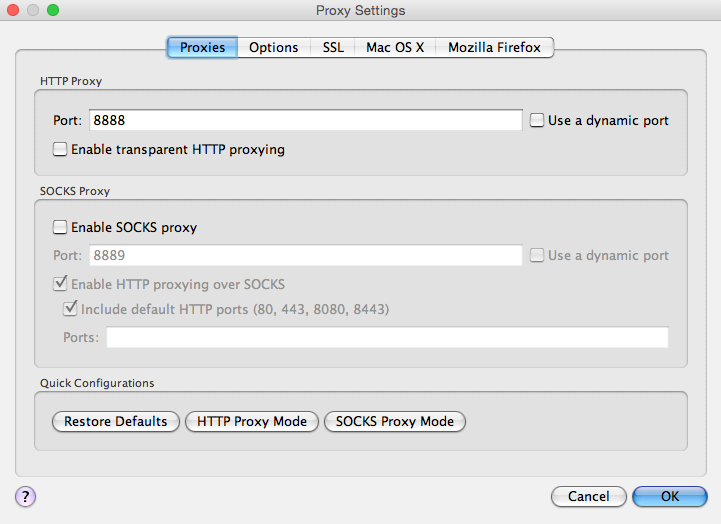 Proxy Settings
Proxies Options SSL Mac OS X Mozilla Firefox
HTTP Proxy
Port: 8888 Use a dynamic port
Enable transparent HTTP proxying
SOCKS Proxy
Enable SOCKS proxy
Port: 8889 Use a dynamic port
Enable HTTP proxying over SOCKS
Include default HTTP ports (80, 443, 8080, 8443)
Ports:
Quick Configurations
Restore Defaults HTTP Proxy Mode SOCKS Proxy Mode
? Cancel OK